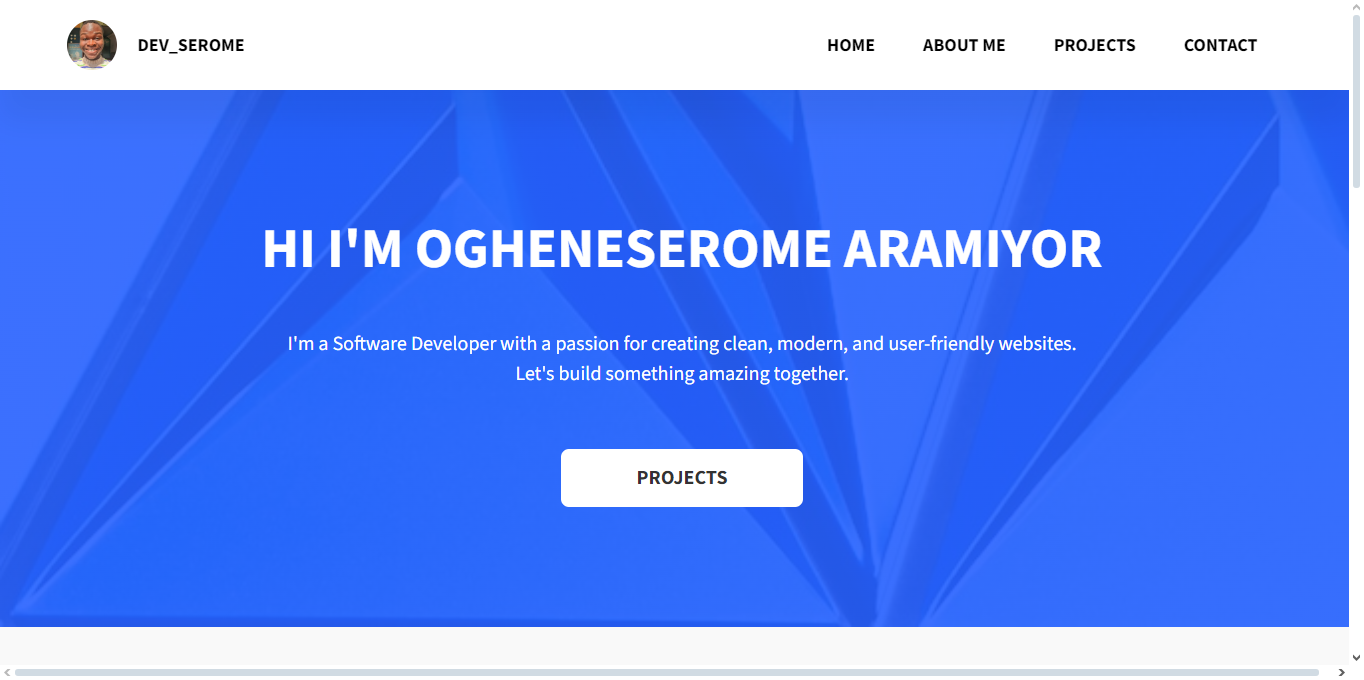 DEV_SEROME
HOME ABOUT ME PROJECTS CONTACT
HI I'M OGHENESEROME ARAMIYOR
I'm a Software Developer with a passion for creating clean, modern, and user-friendly websites.
Let's build something amazing together.
PROJECTS